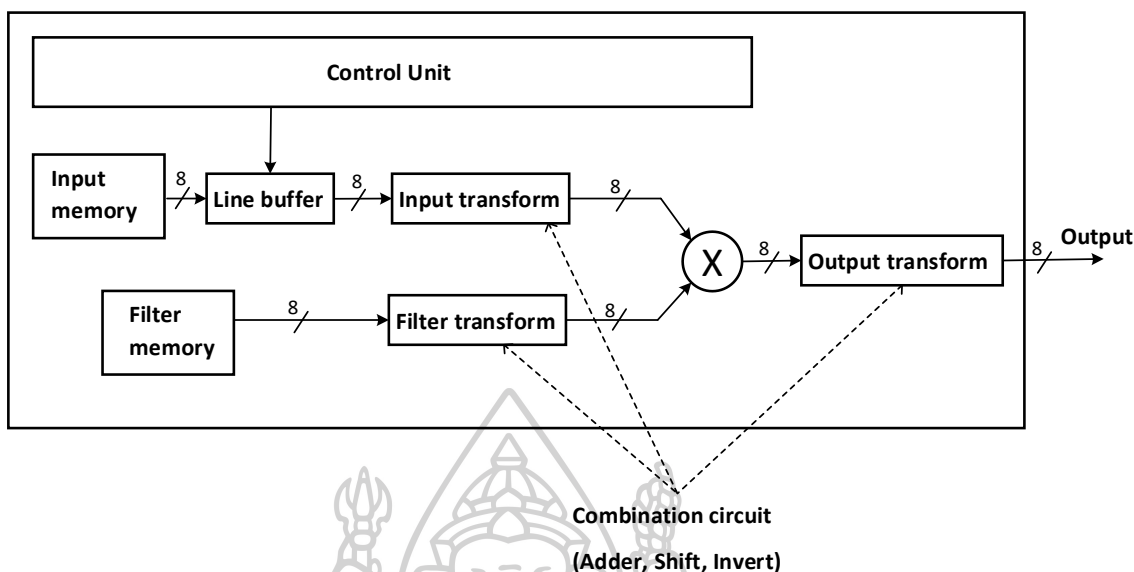 Control Unit
Input
memory
8
Line buffer
8
Input transform
8
X
8
Output transform
8
Output
Filter
memory
8
Filter transform
8
Combination circuit
(Adder, Shift, Invert)